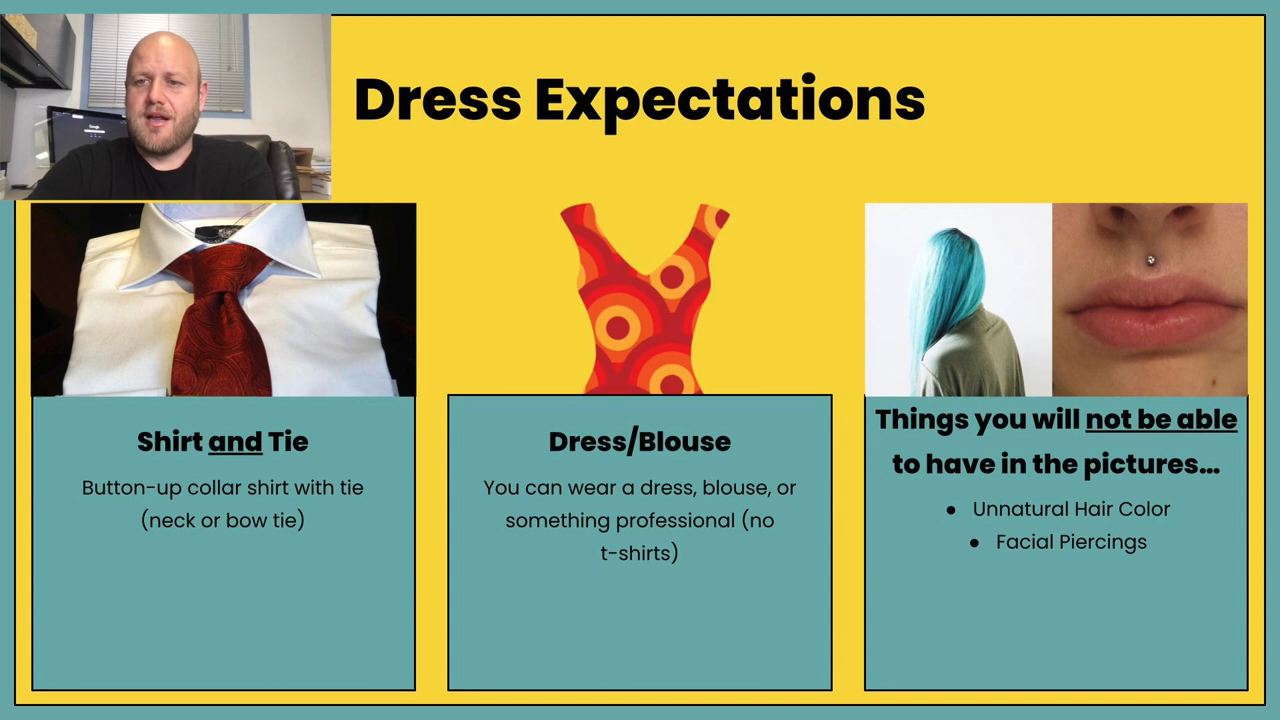 Dress Expectations
Shirt and Tie
Button-up collar shirt with tie
(neck or bow tie)
Dress/Blouse
You can wear a dress, blouse, or
something professional (no
t-shirts)
Things you will not be able
to have in the pictures...
● Unnatural Hair Color
● Facial Piercings
Google